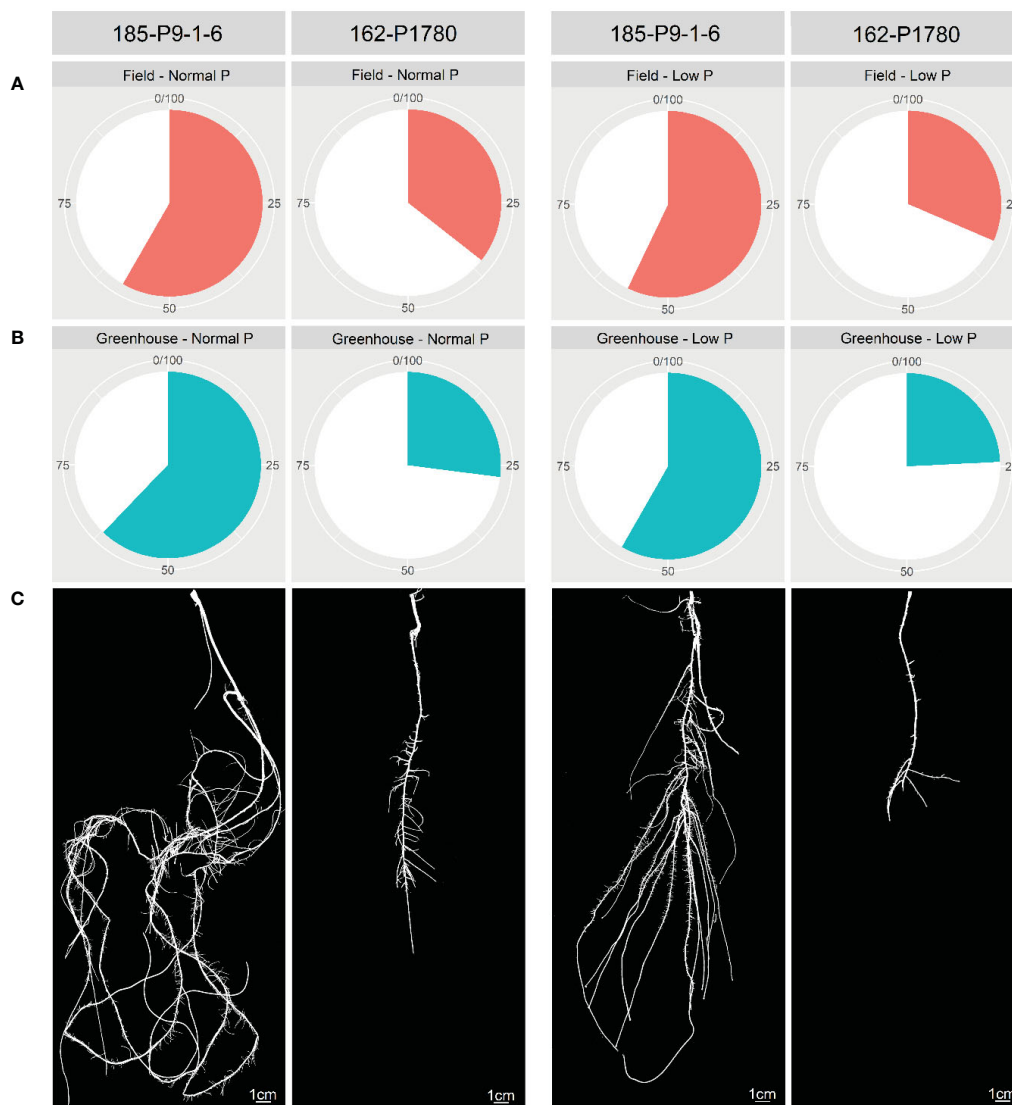 185-P9-1-6 162-P1780 185-P9-1-6 162-P1780
A
Field - Normal P Field - Normal P Field - Low P Field - Low P
0/100 0/100 0/100 0/100
75 25 75 25 75 25 75 2
50 50 50 50
B
Greenhouse - Normal P Greenhouse - Normal P Greenhouse - Low P Greenhouse - Low P
0/100 0/100 0/100 0/100
75 25 75 25 75 25 75 2
50 50 50 50
C
1cm 1cm 1cm 1cm